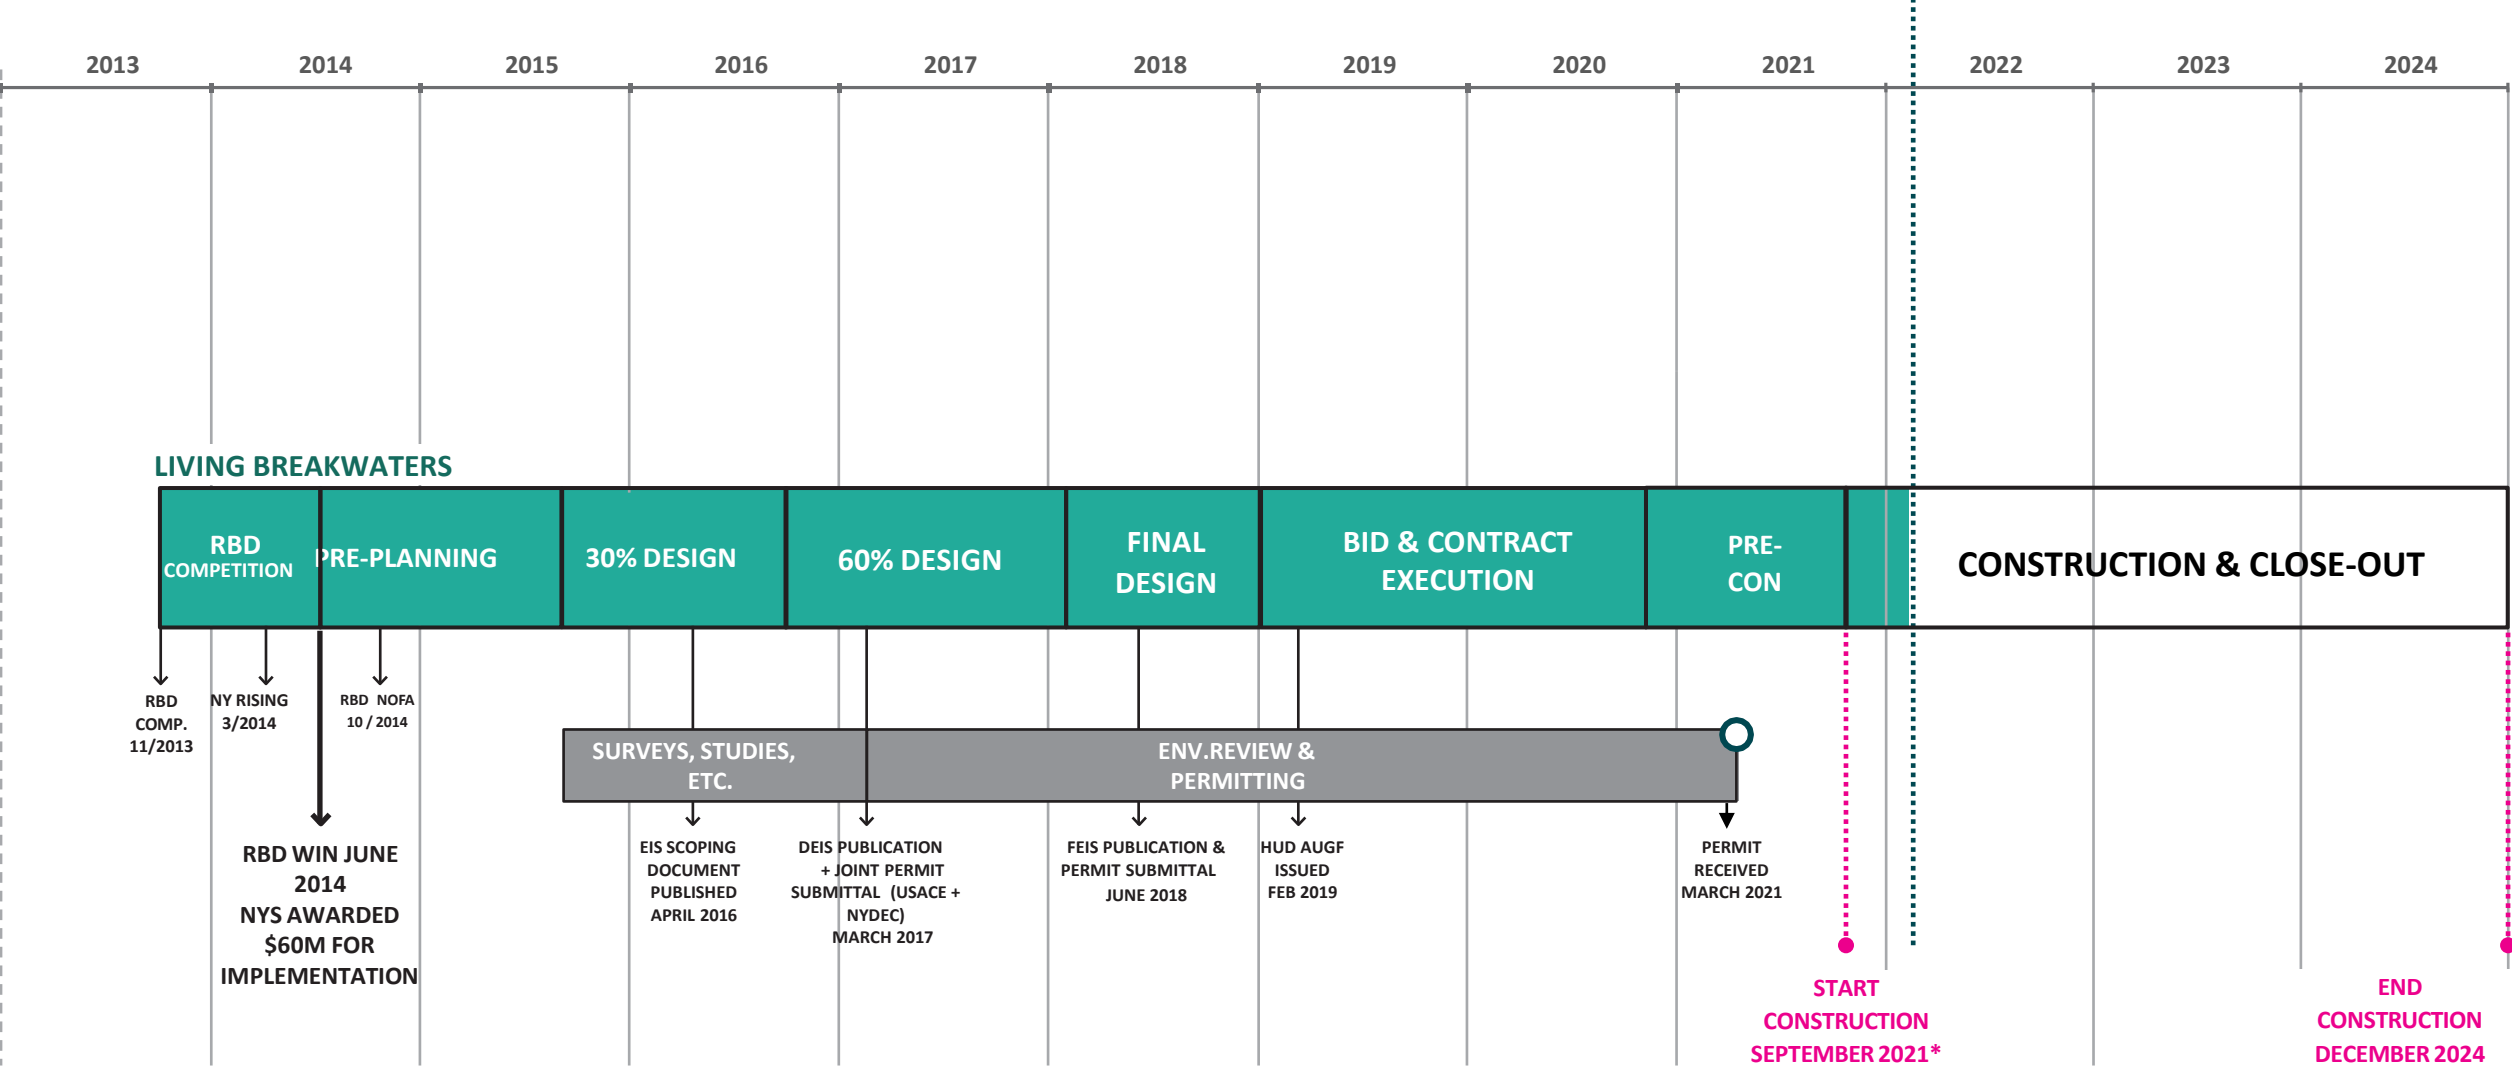 2013 2014 2015 2016 2017 2018 2019 2020 2021 2022 2023 2024
LIVING BREAKWATERS
RBD
COMPETITION
PRE-PLANNING
30% DESIGN
60% DESIGN
FINAL
DESIGN
BID & CONTRACT
EXECUTION
PRE-
CON
CONSTRUCTION & CLOSE-OUT
RBD
COMP.
11/2013
NY RISING
3/2014
RBD NOFA
10 / 2014
RBD WIN JUNE
2014
NYS AWARDED
$60M FOR
IMPLEMENTATION
SURVEYS, STUDIES,
ETC.
ENV.REVIEW &
PERMITTING
EIS SCOPING
DOCUMENT
PUBLISHED
APRIL 2016
DEIS PUBLICATION
+ JOINT PERMIT
SUBMITTAL (USACE +
NYDEC)
MARCH 2017
FEIS PUBLICATION &
PERMIT SUBMITTAL
JUNE 2018
HUD AUGF
ISSUED
FEB 2019
PERMIT
RECEIVED
MARCH 2021
START
CONSTRUCTION
SEPTEMBER 2021*
END
CONSTRUCTION
DECEMBER 2024